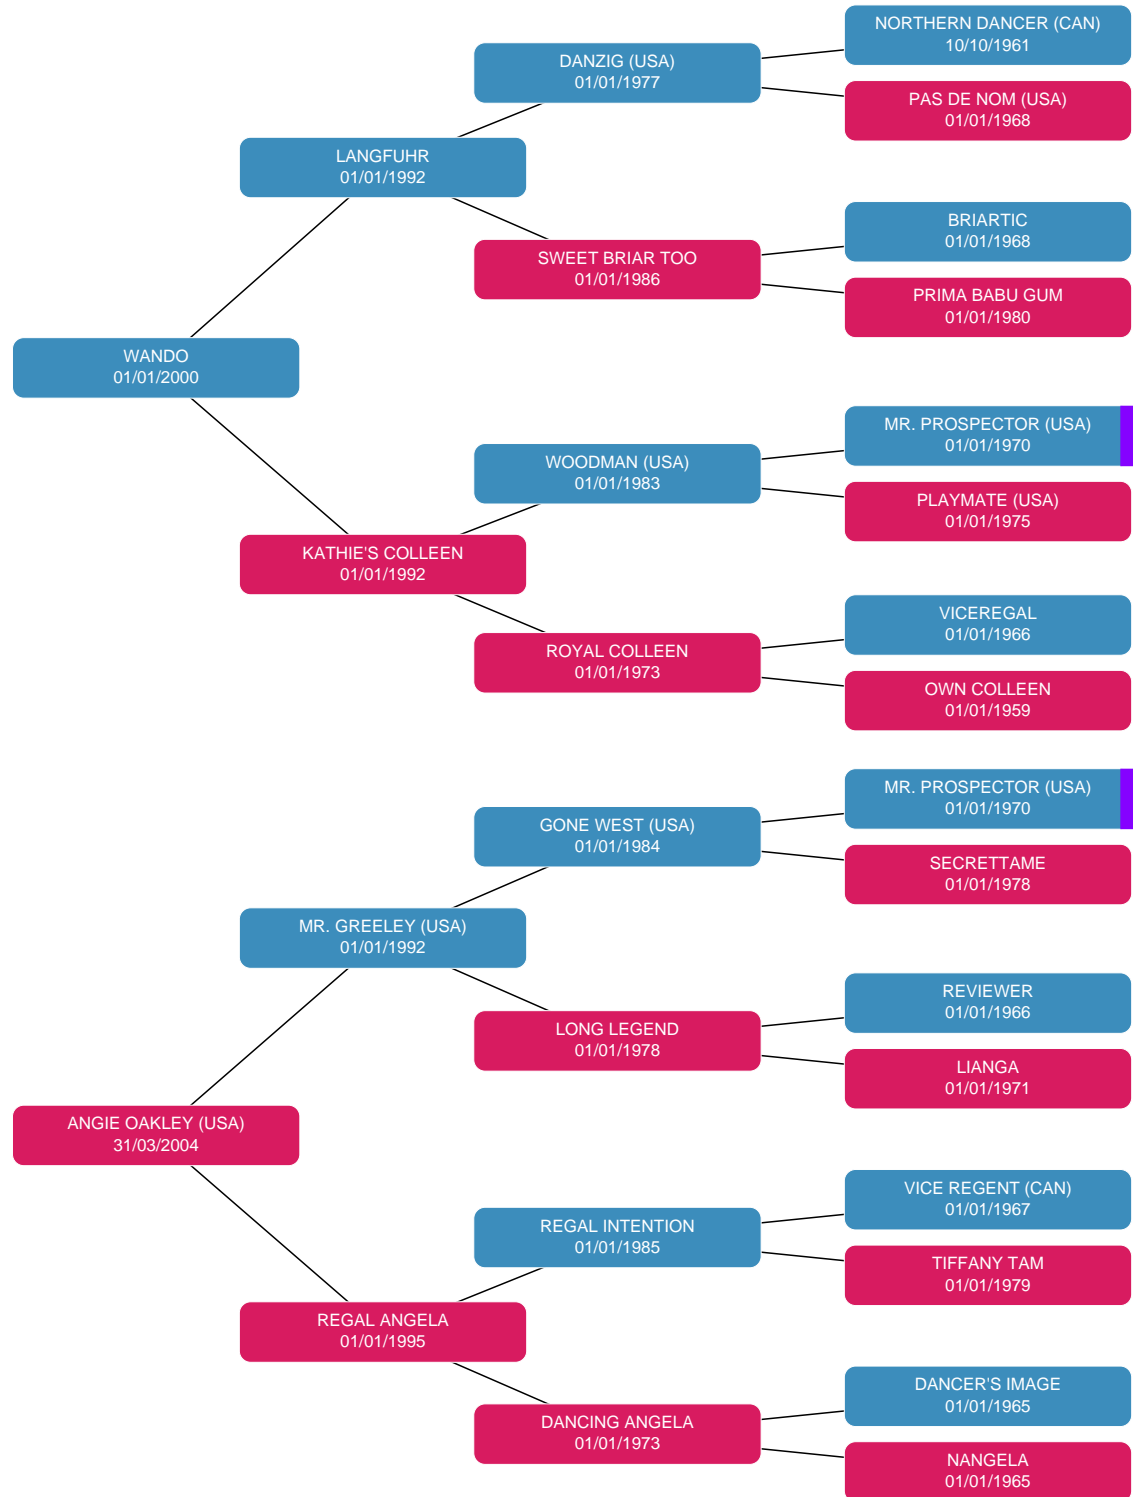 NORTHERN DANCER (CAN)
10/10/1961
DANZIG (USA)
01/01/1977
PAS DE NOM (USA)
01/01/1968
LANGFUHR
01/01/1992
BRIARTIC
01/01/1968
SWEET BRIAR TOO
01/01/1986
PRIMA BABU GUM
01/01/1980
WANDO
01/01/2000
MR. PROSPECTOR (USA)
01/01/1970
WOODMAN (USA)
01/01/1983
PLAYMATE (USA)
01/01/1975
KATHIE'S COLLEEN
01/01/1992
VICEREGAL
01/01/1966
ROYAL COLLEEN
01/01/1973
OWN COLLEEN
01/01/1959
MR. PROSPECTOR (USA)
01/01/1970
GONE WEST (USA)
01/01/1984
SECRETTAME
01/01/1978
MR. GREELEY (USA)
01/01/1992
REVIEWER
01/01/1966
LONG LEGEND
01/01/1978
LIANGA
01/01/1971
ANGIE OAKLEY (USA)
31/03/2004
VICE REGENT (CAN)
01/01/1967
REGAL INTENTION
01/01/1985
TIFFANY TAM
01/01/1979
REGAL ANGELA
01/01/1995
DANCER'S IMAGE
01/01/1965
DANCING ANGELA
01/01/1973
NANGELA
01/01/1965